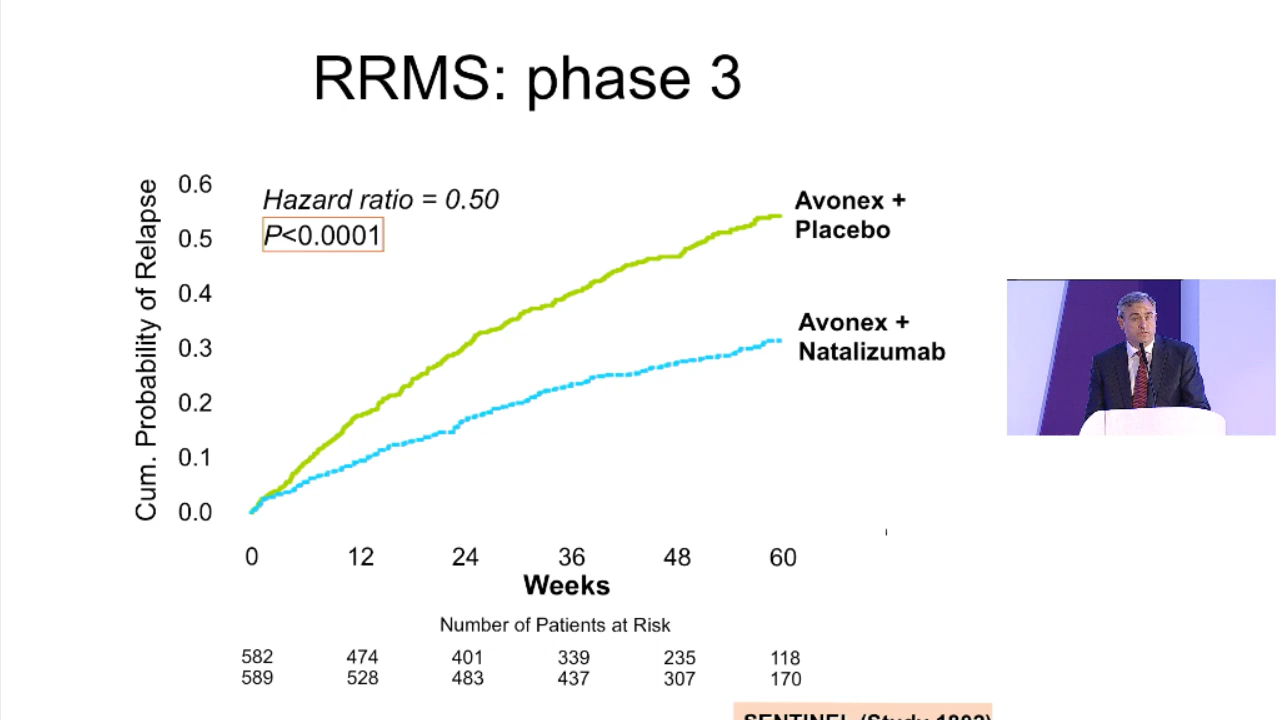 RRMS: phase 3
Cum. Probability of Relapse
0.6
0.5
0.4
0.3
0.2
0.1
0.0
Hazard ratio = 0.50
P<0.0001
Avonex +
Placebo
Avonex +
Natalizumab
0 12 24 36 48 60
Weeks
Number of Patients at Risk
582 474 401 339 235 118
589 528 483 437 307 170
SENTINEL (Study 1802)